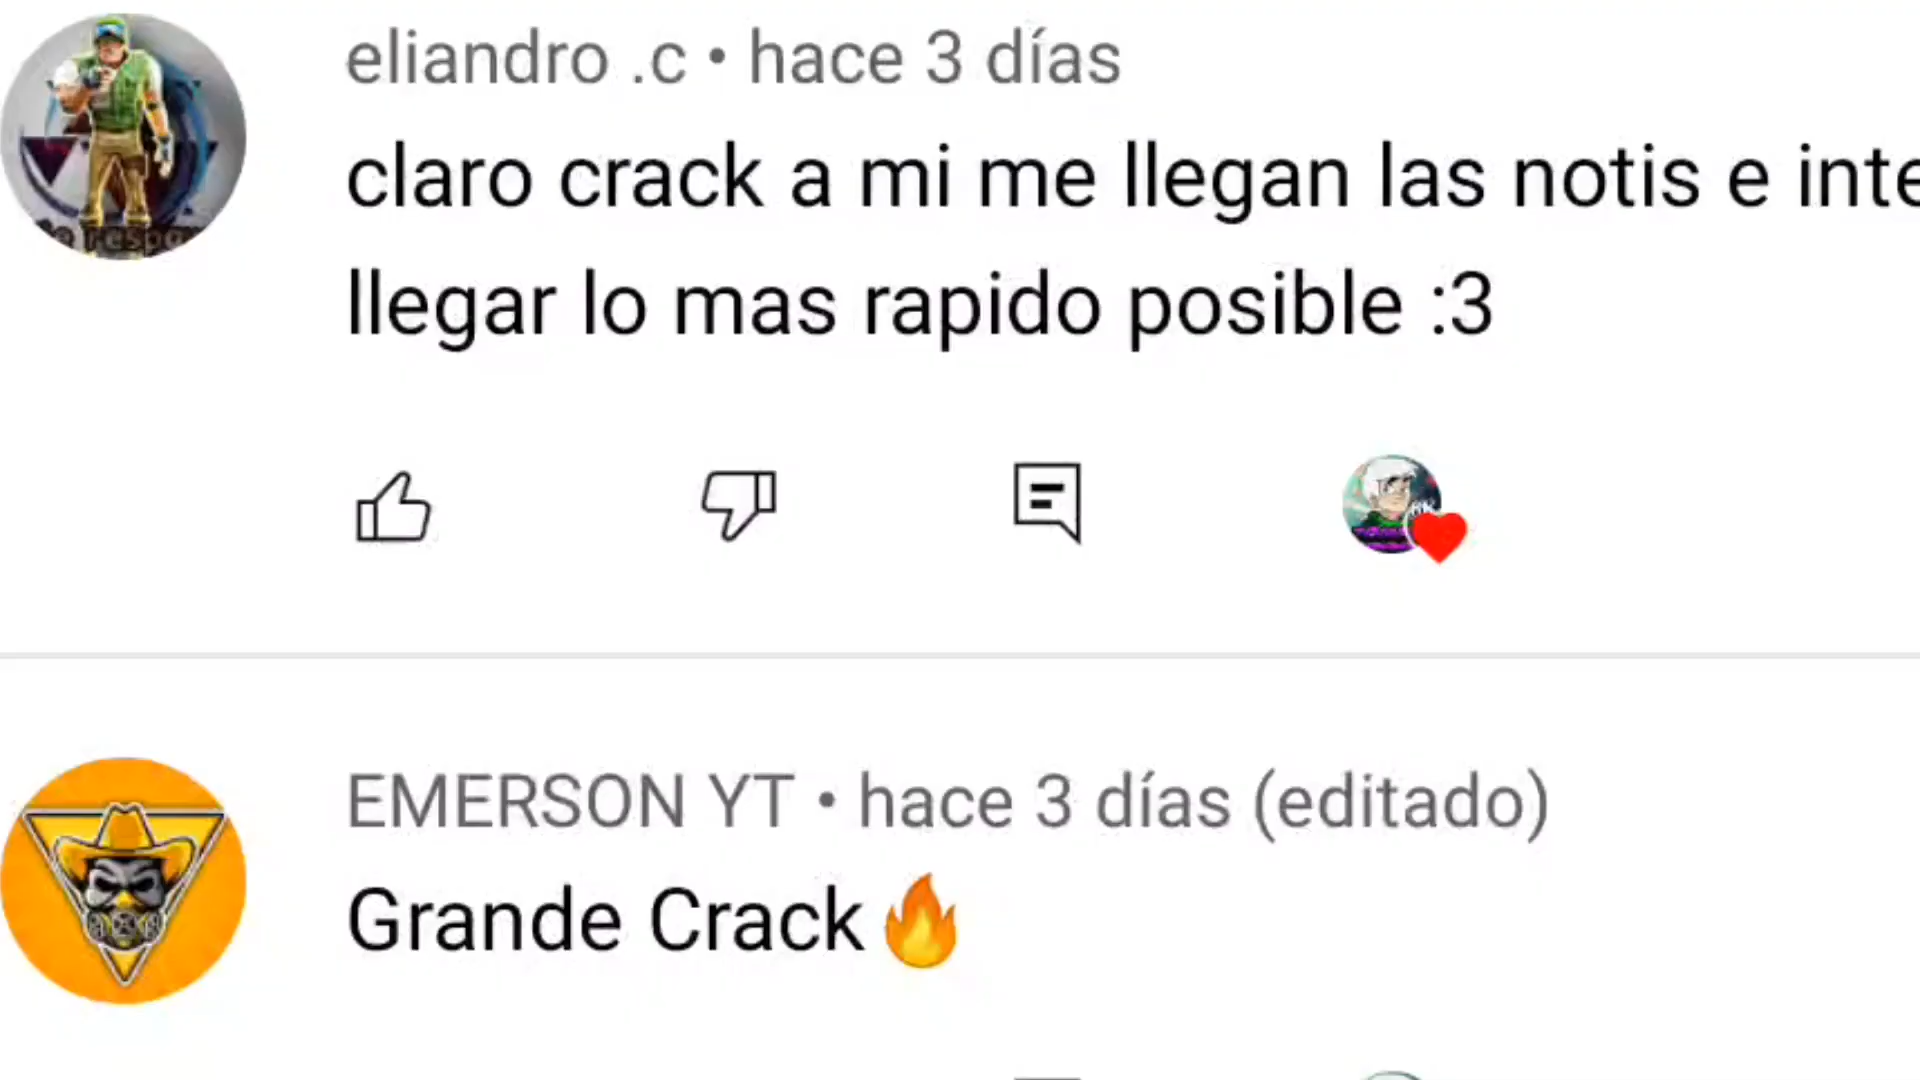 eliandro .c • hace 3 días
claro crack a mi me llegan las notis e inte
llegar lo mas rapido posible :3
EMERSON YT • hace 3 días (editado)
Grande Crack🔥